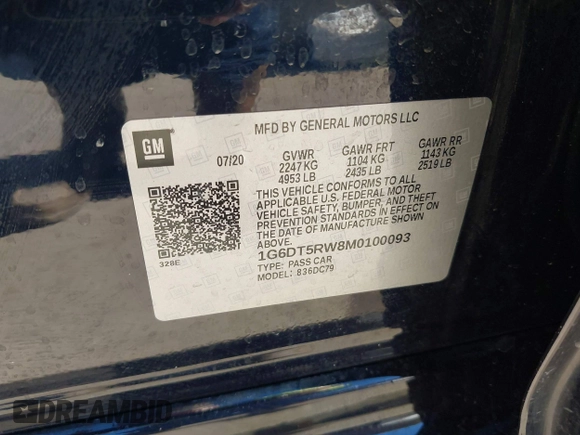 MFD BY GENERAL MOTORS LLC
GM
07/20
GVWR
2247 KG
4953 LB
GAWR FRT
1104 KG
2435 LB
GAWR RR
1143 KG
2519 LB
THIS VEHICLE CONFORMS TO ALL
APPLICABLE U.S. FEDERAL MOTOR
VEHICLE SAFETY, BUMPER, AND THEFT
PREVENTION STANDARDS IN EFFECT ON
THE DATE OF MANUFACTURE SHOWN
ABOVE.
1G6DT5RW8M0100093
TYPE: PASS CAR
MODEL: 836DC79
328E
DREAMBID